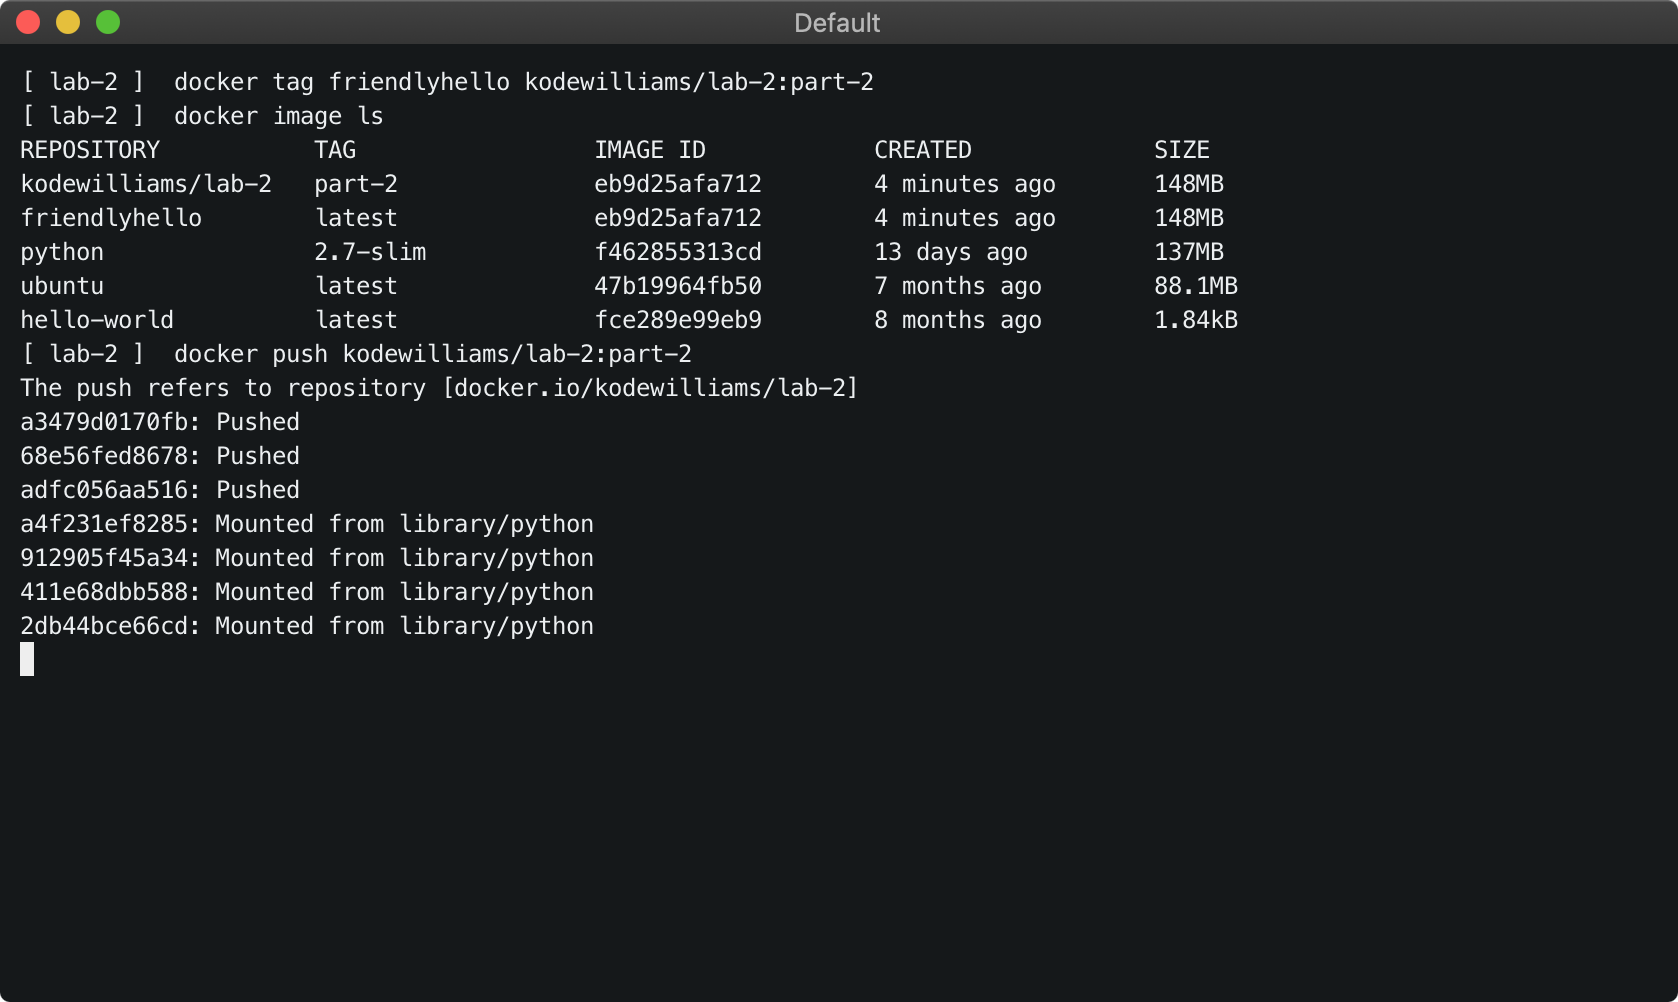 Default
[ lab-2 ]  docker tag friendlyhello kodewilliams/lab-2:part-2
[ lab-2 ]  docker image ls
REPOSITORY           TAG                 IMAGE ID            CREATED             SIZE
kodewilliams/lab-2   part-2              eb9d25afa712        4 minutes ago       148MB
friendlyhello        latest              eb9d25afa712        4 minutes ago       148MB
python               2.7-slim            f462855313cd        13 days ago         137MB
ubuntu               latest              47b19964fb50        7 months ago        88.1MB
hello-world          latest              fce289e99eb9        8 months ago        1.84kB
[ lab-2 ]  docker push kodewilliams/lab-2:part-2
The push refers to repository [docker.io/kodewilliams/lab-2]
a3479d0170fb: Pushed
68e56fed8678: Pushed
adfc056aa516: Pushed
a4f231ef8285: Mounted from library/python
912905f45a34: Mounted from library/python
411e68dbb588: Mounted from library/python
2db44bce66cd: Mounted from library/python